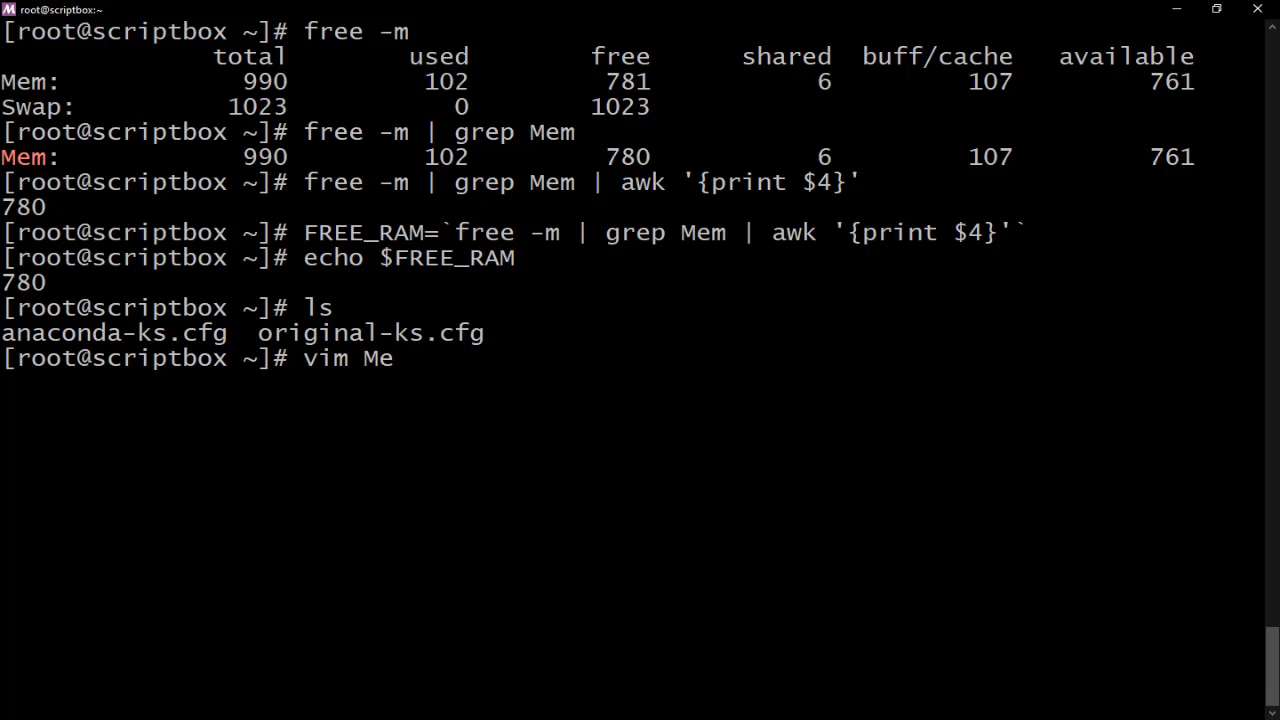 root@scriptbox:~
[root@scriptbox ~]# free -m
total used free shared buff/cache available
Mem: 990 102 781 6 107 761
Swap: 1023 0 1023
[root@scriptbox ~]# free -m | grep Mem
Mem: 990 102 780 6 107 761
[root@scriptbox ~]# free -m | grep Mem | awk '{print $4}'
780
[root@scriptbox ~]# FREE_RAM=`free -m | grep Mem | awk '{print $4}'`
[root@scriptbox ~]# echo $FREE_RAM
780
[root@scriptbox ~]# ls
anaconda-ks.cfg original-ks.cfg
[root@scriptbox ~]# vim Me